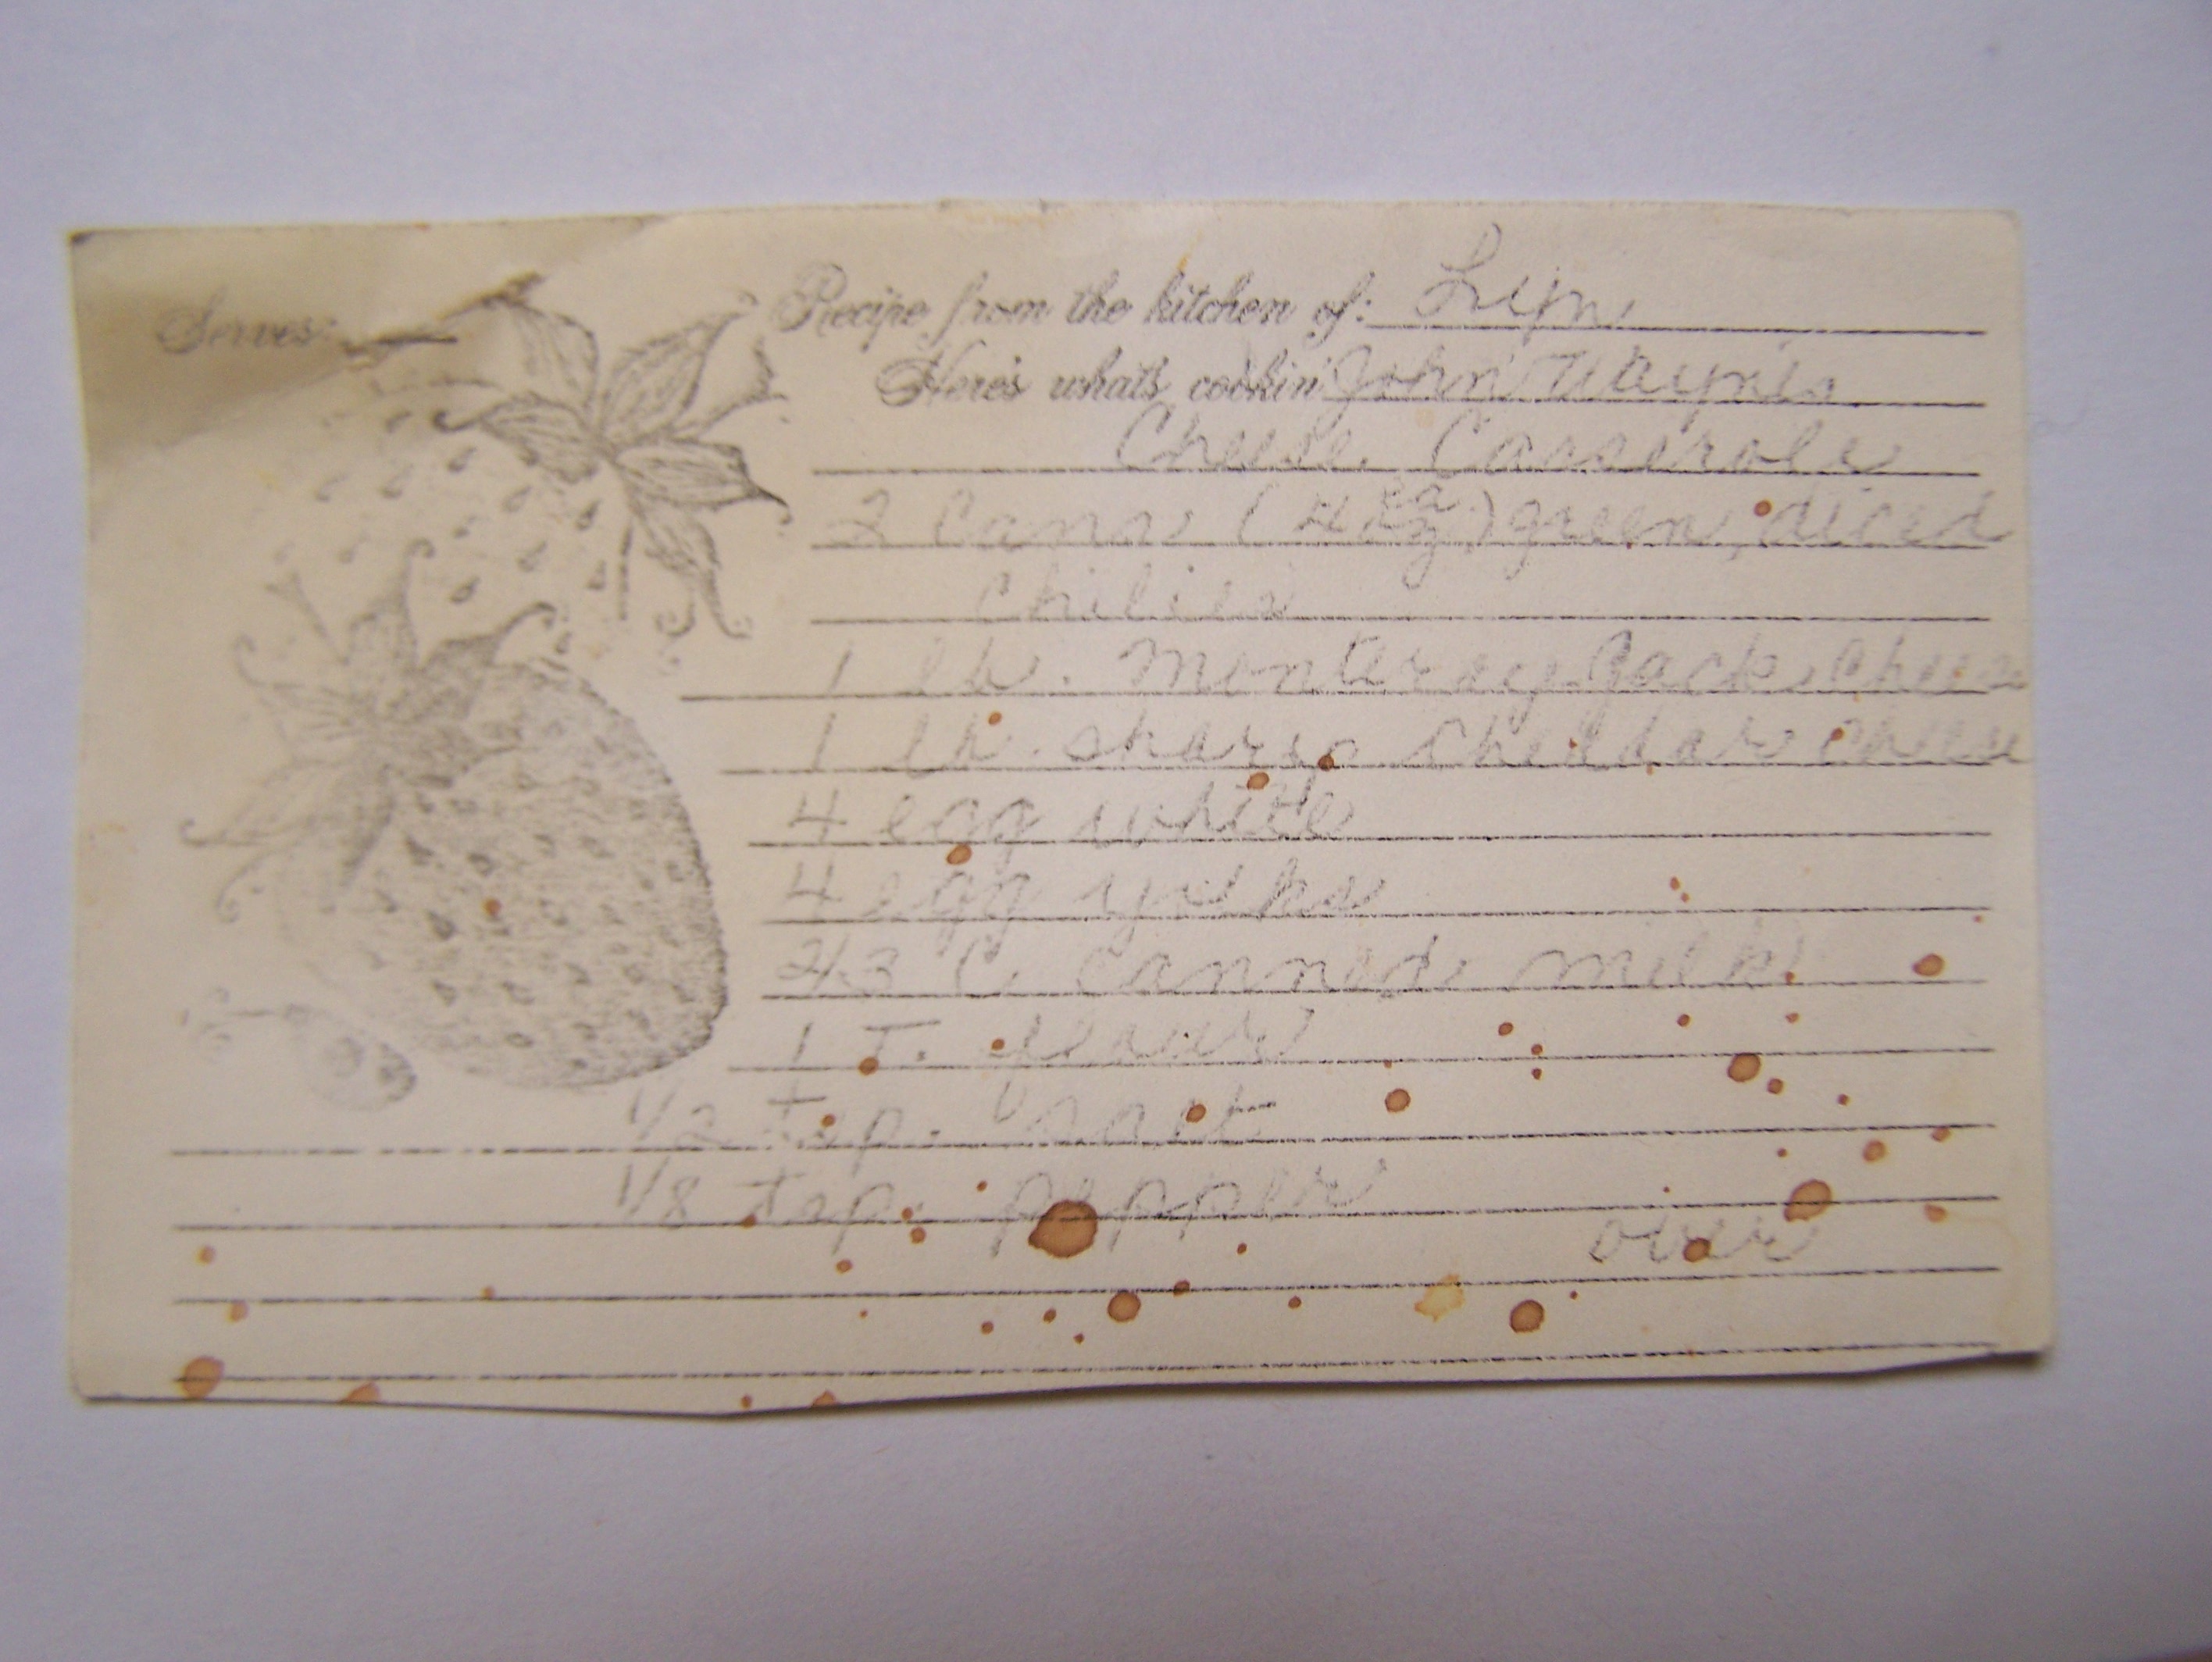 Serves:
Recipe from the kitchen of: Lyn
Here's what's cookin' John Wayne's
Cheese Casserole
2 cans (4 oz ea.) green, diced
chilies
1 lb. Monterey Jack cheese
1 lb. sharp cheddar cheese
4 egg white
4 egg yolks
2/3 C. canned milk
1 T. flour
1/2 tsp. salt
1/8 tsp. pepper
over